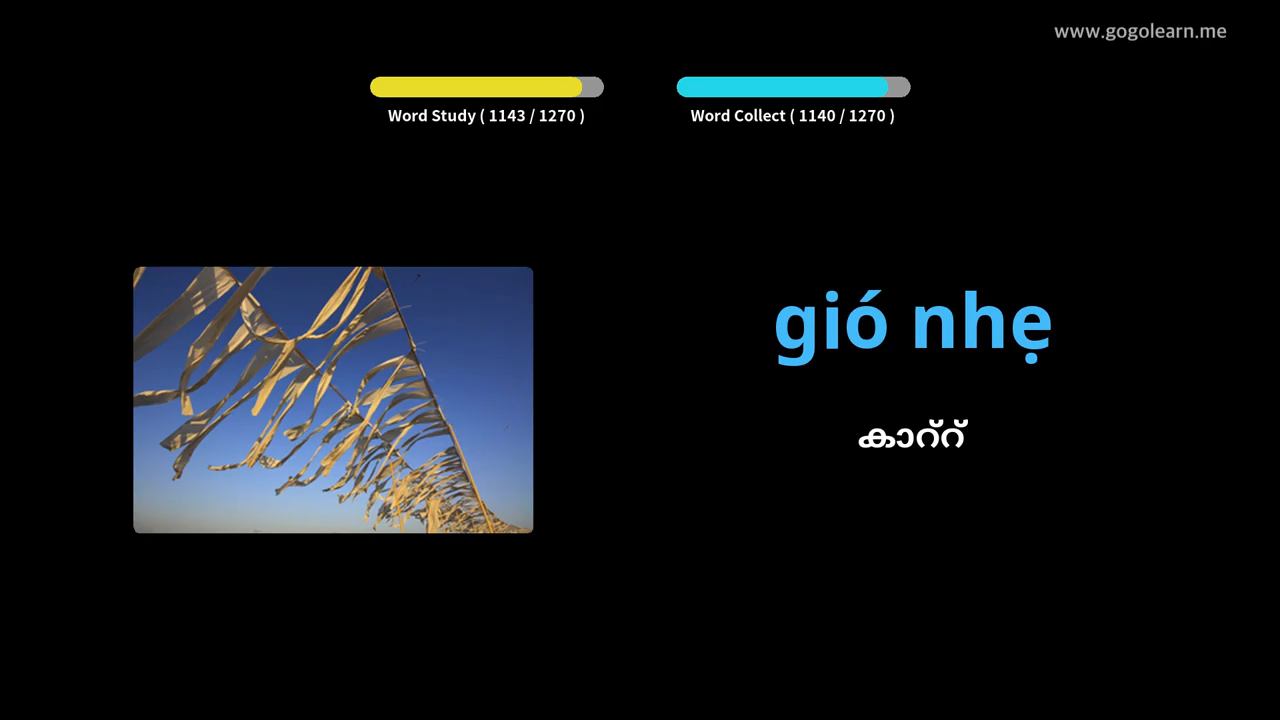 www.gogolearn.me
Word Study ( 1143 / 1270 )
Word Collect ( 1140 / 1270 )
gió nhẹ
കാറ്റ്